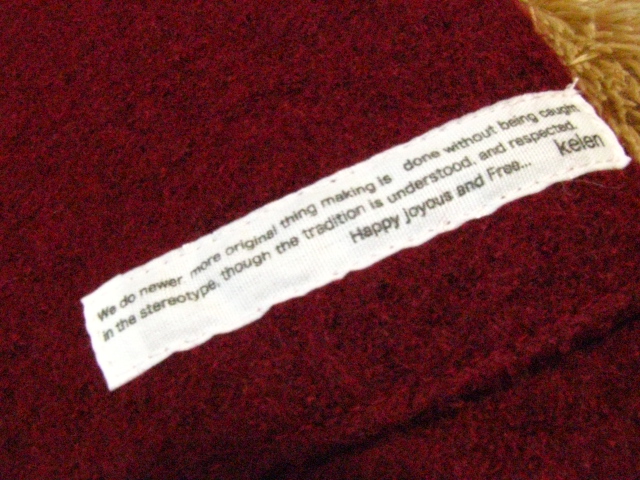 We do newer more original thing making is done without being caught
in the stereotype, though the tradition is understood, and respected.
Happy joyous and Free... kelen